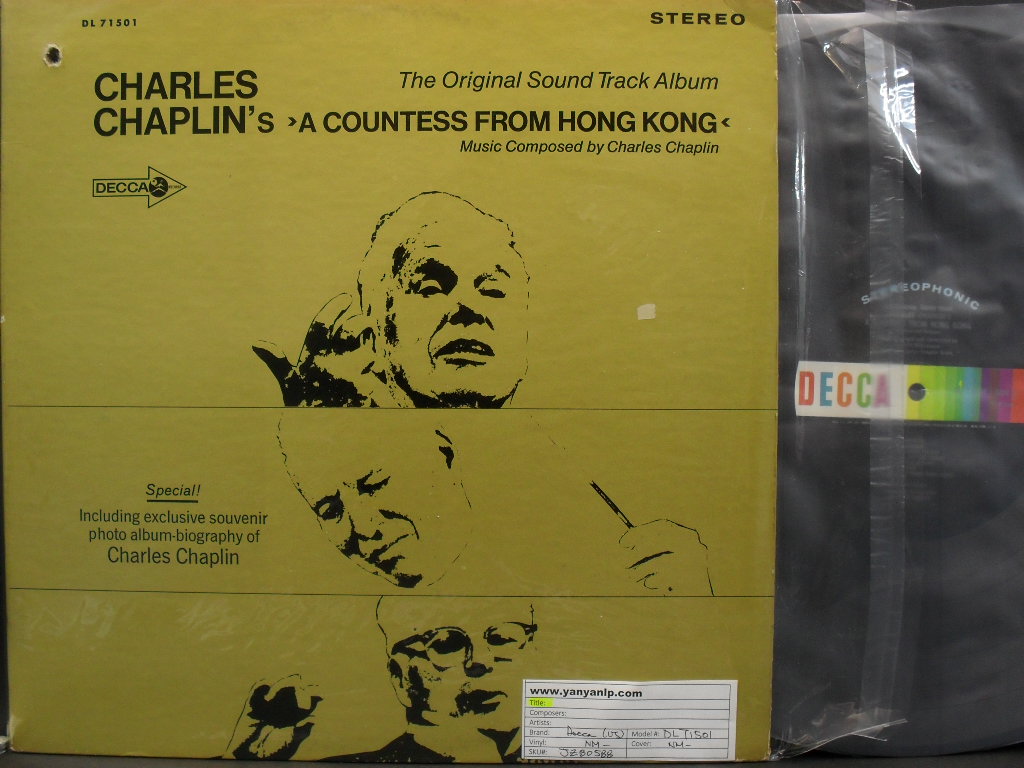 DL 71501
STEREO
CHARLES
CHAPLIN's ›A COUNTESS FROM HONG KONG‹
The Original Sound Track Album
Music Composed by Charles Chaplin
DECCA
Special!
Including exclusive souvenir
photo album-biography of
Charles Chaplin
STEREOPHONIC
DECCA
www.yanyanlp.com
Title:
Composers:
Artists:
Brand: Decca (US) Model #: DL 71501
Vinyl: NM- Cover: NM-
SKU#: JZ80588